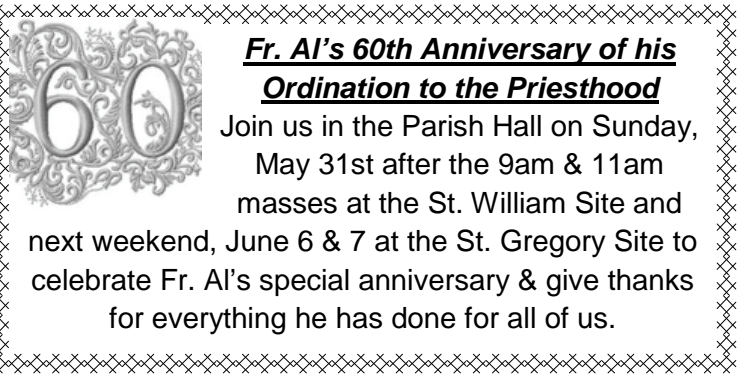 60
Fr. Al’s 60th Anniversary of his
Ordination to the Priesthood
Join us in the Parish Hall on Sunday,
May 31st after the 9am & 11am
masses at the St. William Site and
next weekend, June 6 & 7 at the St. Gregory Site to
celebrate Fr. Al’s special anniversary & give thanks
for everything he has done for all of us.